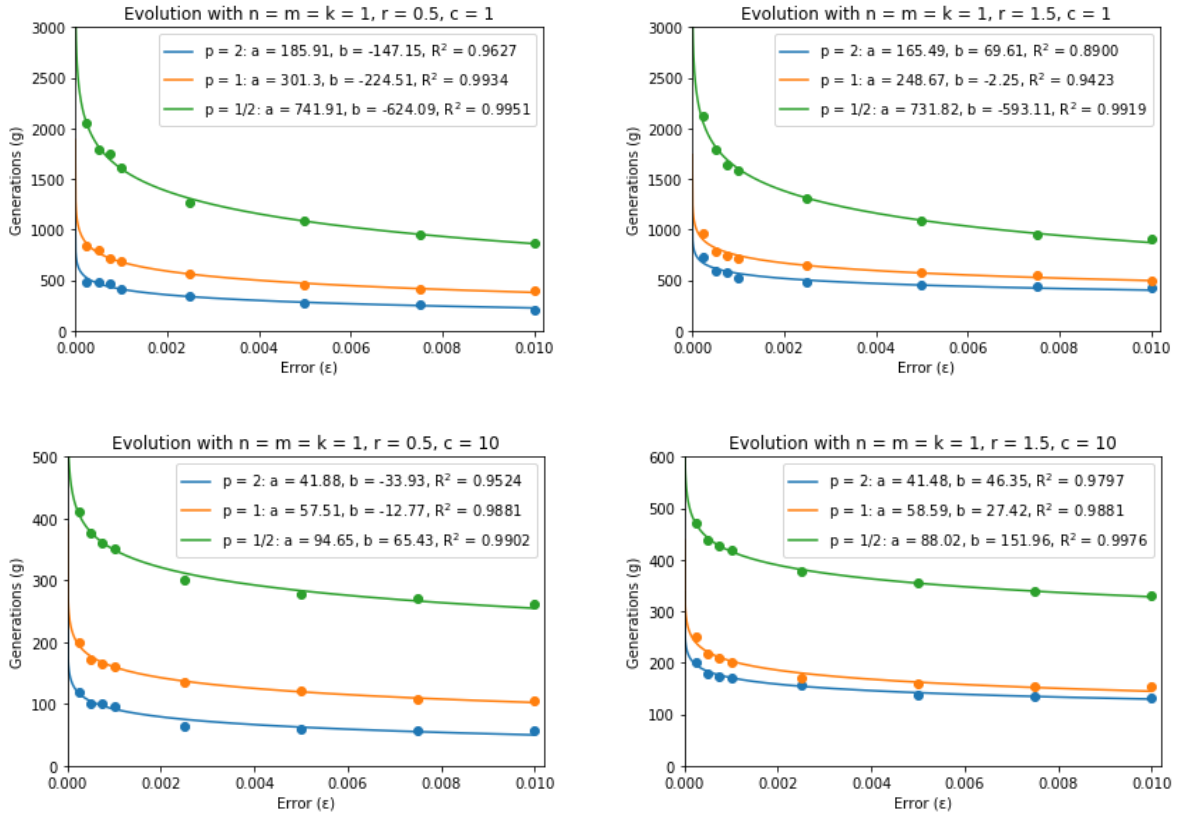 Evolution with n = m = k = 1, r = 0.5, c = 1
p = 2: a = 185.91, b = -147.15, R² = 0.9627
p = 1: a = 301.3, b = -224.51, R² = 0.9934
p = 1/2: a = 741.91, b = -624.09, R² = 0.9951
3000
2500
2000
1500
1000
500
0
Generations (g)
0.000 0.002 0.004 0.006 0.008 0.010
Error (ε)
Evolution with n = m = k = 1, r = 1.5, c = 1
p = 2: a = 165.49, b = 69.61, R² = 0.8900
p = 1: a = 248.67, b = -2.25, R² = 0.9423
p = 1/2: a = 731.82, b = -593.11, R² = 0.9919
3000
2500
2000
1500
1000
500
0
Generations (g)
0.000 0.002 0.004 0.006 0.008 0.010
Error (ε)
Evolution with n = m = k = 1, r = 0.5, c = 10
p = 2: a = 41.88, b = -33.93, R² = 0.9524
p = 1: a = 57.51, b = -12.77, R² = 0.9881
p = 1/2: a = 94.65, b = 65.43, R² = 0.9902
500
400
300
200
100
0
Generations (g)
0.000 0.002 0.004 0.006 0.008 0.010
Error (ε)
Evolution with n = m = k = 1, r = 1.5, c = 10
p = 2: a = 41.48, b = 46.35, R² = 0.9797
p = 1: a = 58.59, b = 27.42, R² = 0.9881
p = 1/2: a = 88.02, b = 151.96, R² = 0.9976
600
500
400
300
200
100
0
Generations (g)
0.000 0.002 0.004 0.006 0.008 0.010
Error (ε)